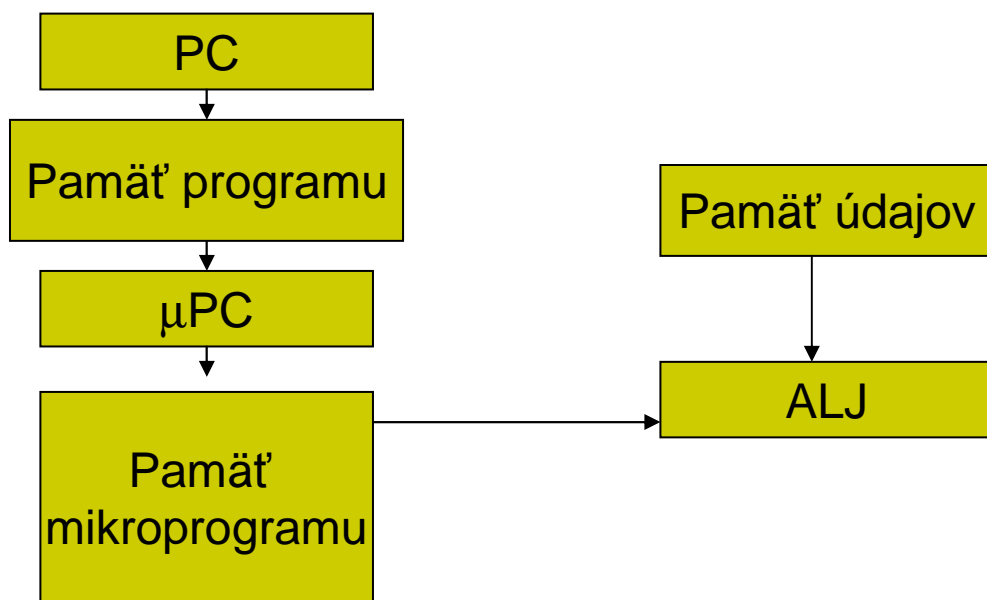 PC
Pamäť programu
Pamäť údajov
μPC
ALJ
Pamäť
mikroprogramu